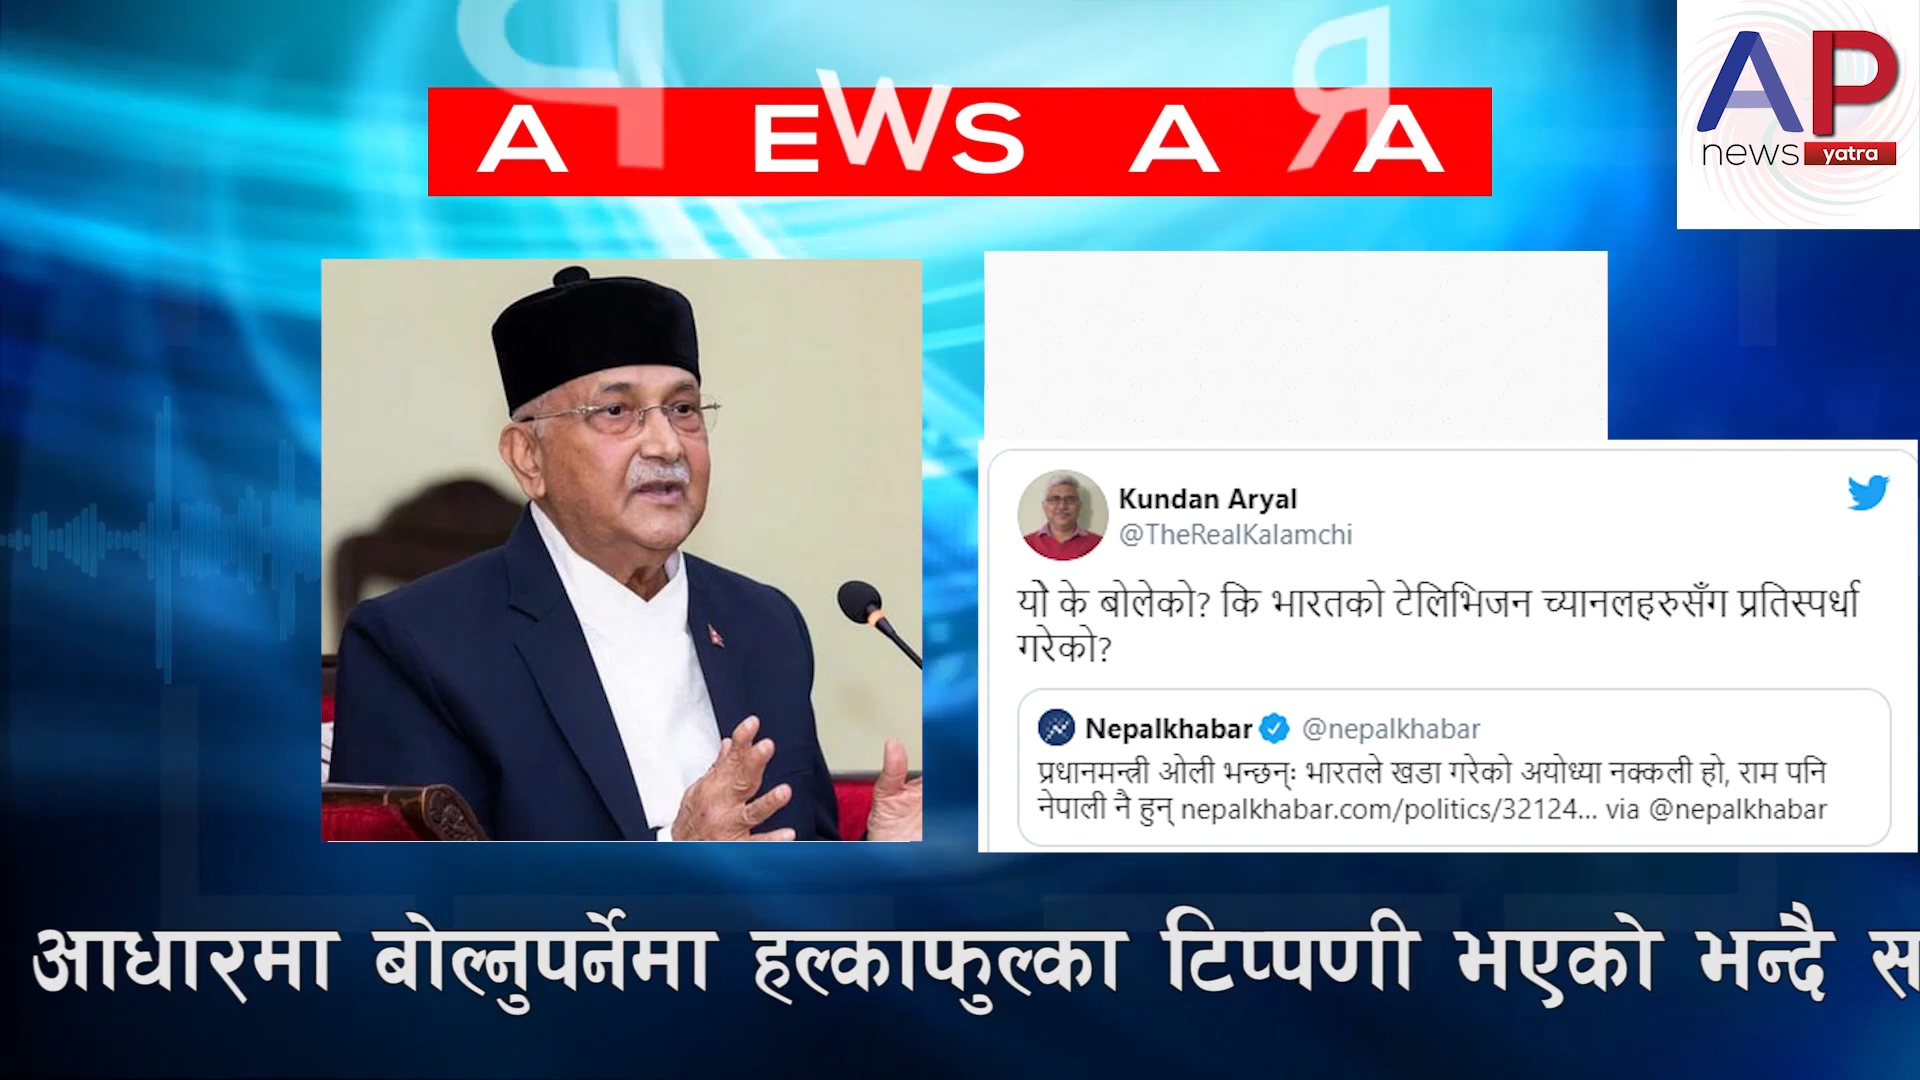 A P EWS A Я A
AP
news yatra
Kundan Aryal
@TheRealKalamchi
यो के बोलेको? कि भारतको टेलिभिजन च्यानलहरुसँग प्रतिस्पर्धा
गरेको?
Nepalkhabar @nepalkhabar
प्रधानमन्त्री ओली भन्छन्ः भारतले खडा गरेको अयोध्या नक्कली हो, राम पनि
नेपाली नै हुन् nepalkhabar.com/politics/32124... via @nepalkhabar
आधारमा बोल्नुपर्नेमा हल्काफुल्का टिप्पणी भएको भन्दै स